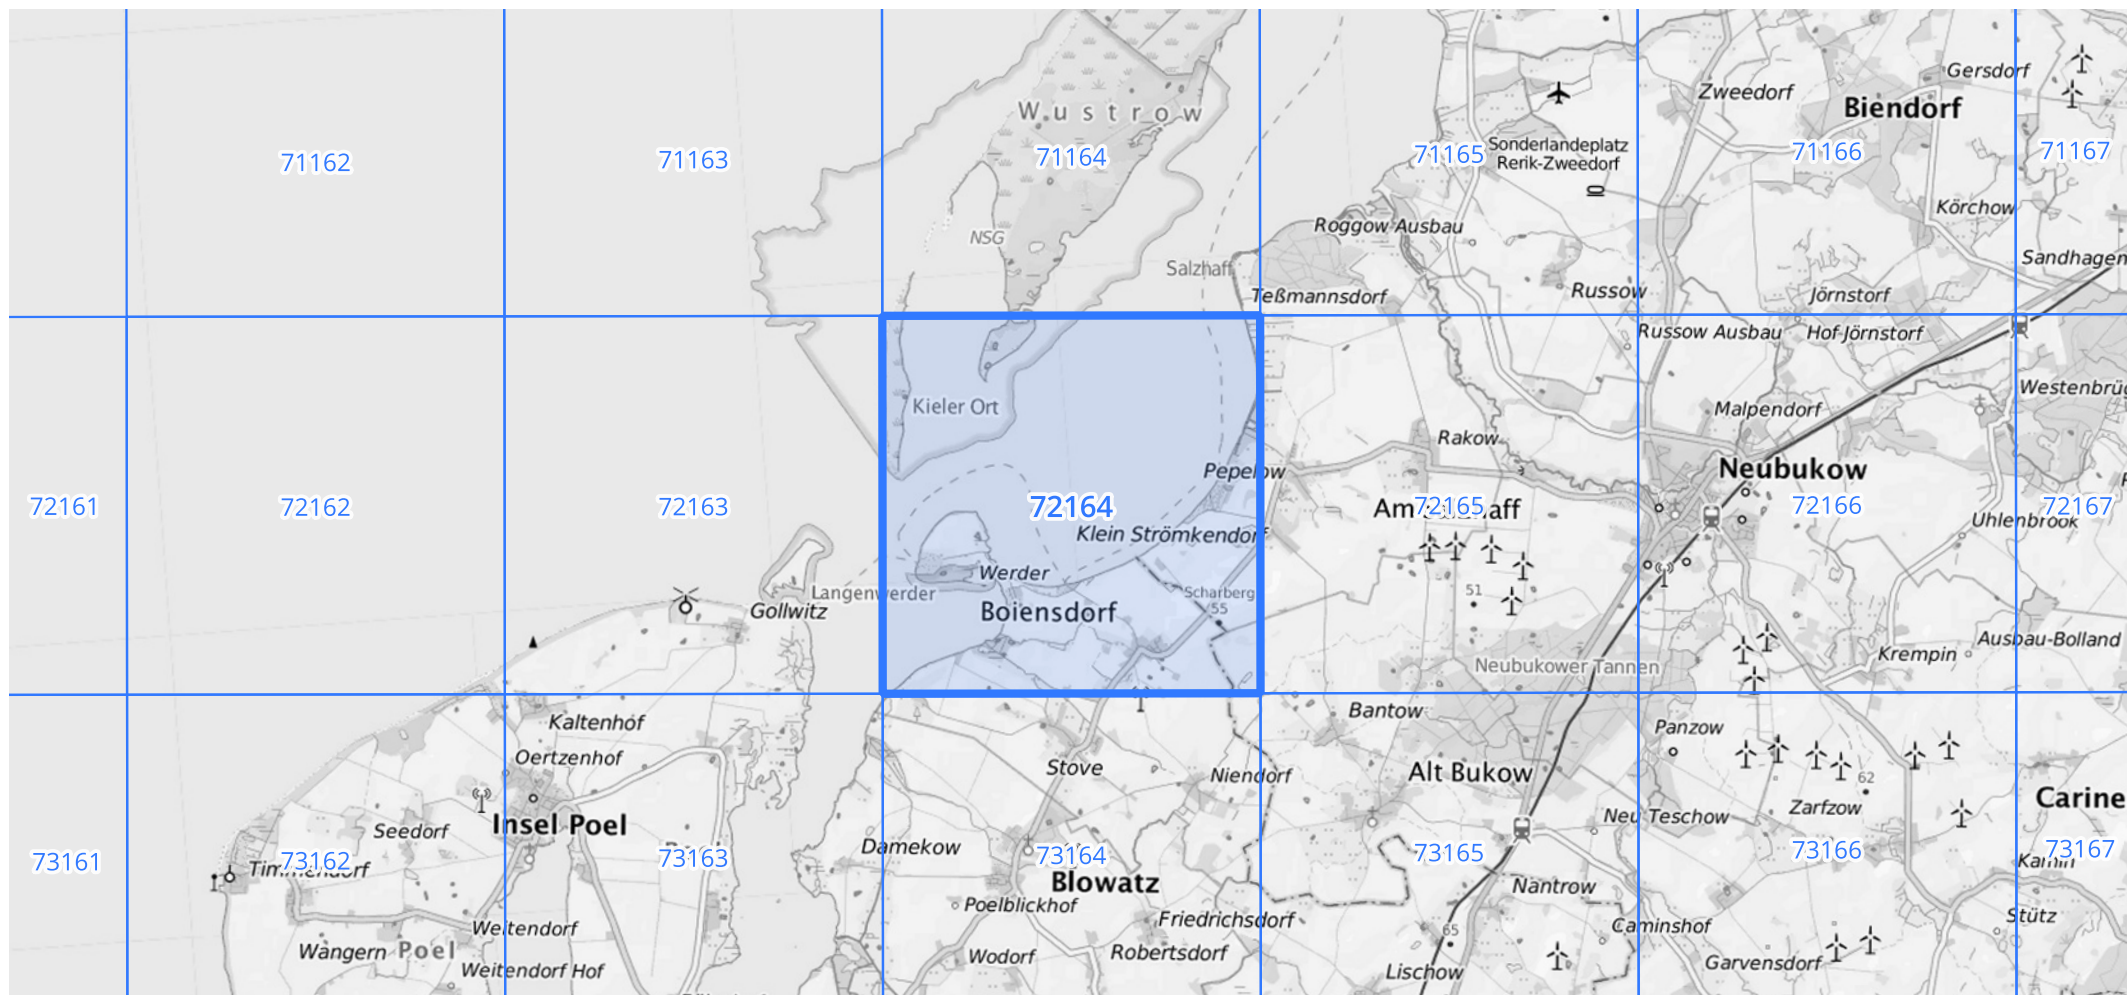 Gersdorf
Zweedorf
Biendorf
Wustrow
Sonderlandeplatz
Rerik-Zweedorf
71162
71163
71164
71165
71166
71167
Körchow
Roggow Ausbau
NSG
Sandhagen
Salzhaff
Teßmannsdorf
Russow
Jörnstorf
Russow Ausbau
Hof Jörnstorf
Kieler Ort
Malpendorf
Rakow
Pepelow
Neubukow
72161
72162
72163
72164
72165
72166
72167
Uhlenbrook
Klein Strömkendorf
Werder
Langenwerder
Scharberg
55
51
Gollwitz
Boiensdorf
Ausbau-Bolland
Krempin
Neubukower Tannen
Kaltenhof
Bantow
Panzow
Oertzenhof
Stove
Niendorf
Alt Bukow
62
Carine
Zarfzow
Neu Teschow
Insel Poel
Seedorf
Damekow
73161
73162
73163
73164
73165
73166
73167
Timmendorf
Kamin
Blowatz
Nantrow
Poelblickhof
Friedrichsdorf
Stütz
Weitendorf
Caminshof
65
Wangern
Poel
Wodorf
Robertsdorf
Garvensdorf
Weitendorf Hof
Lischow